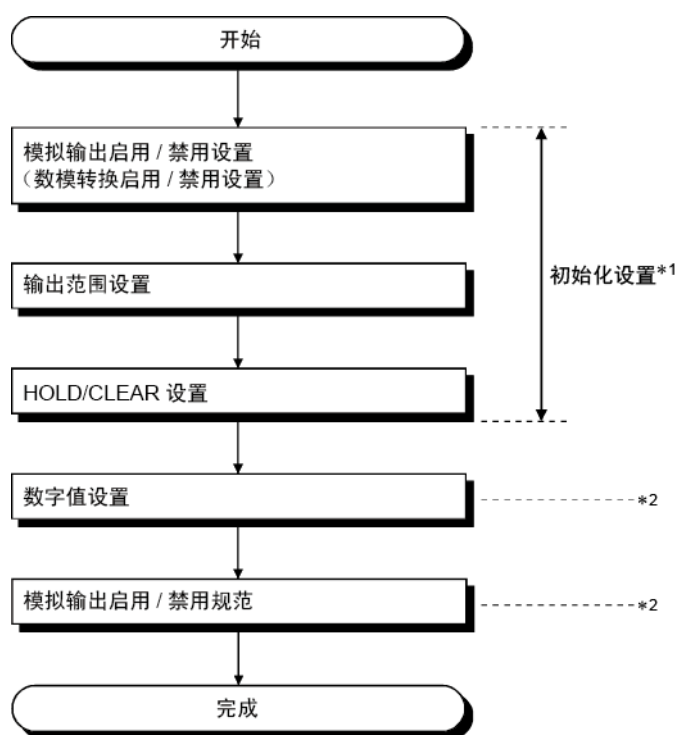 开始
模拟输出启用 / 禁用设置
（数模转换启用 / 禁用设置）
输出范围设置
初始化设置*1
HOLD/CLEAR 设置
数字值设置
*2
模拟输出启用 / 禁用规范
*2
完成